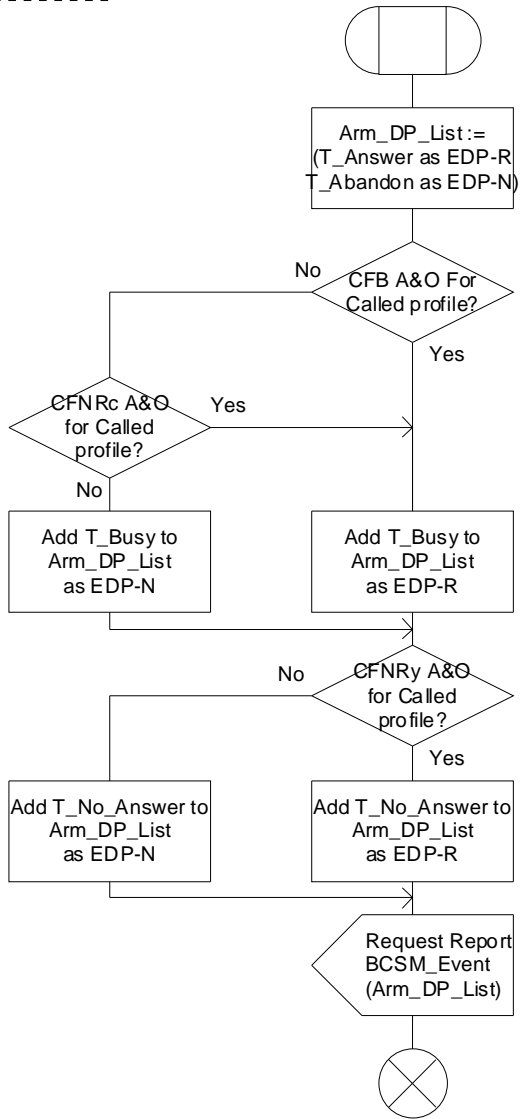 Arm_DP_List :=
(T_Answer as EDP-R
T_Abandon as EDP-N)
CFB A&O For
Called profile?
No
Yes
CFNRc A&O
for Called
profile?
Yes
No
Add T_Busy to
Arm_DP_List
as EDP-N
Add T_Busy to
Arm_DP_List
as EDP-R
CFNRy A&O
for Called
profile?
No
Yes
Add T_No_Answer to
Arm_DP_List
as EDP-N
Add T_No_Answer to
Arm_DP_List
as EDP-R
Request Report
BCSM_Event
(Arm_DP_List)